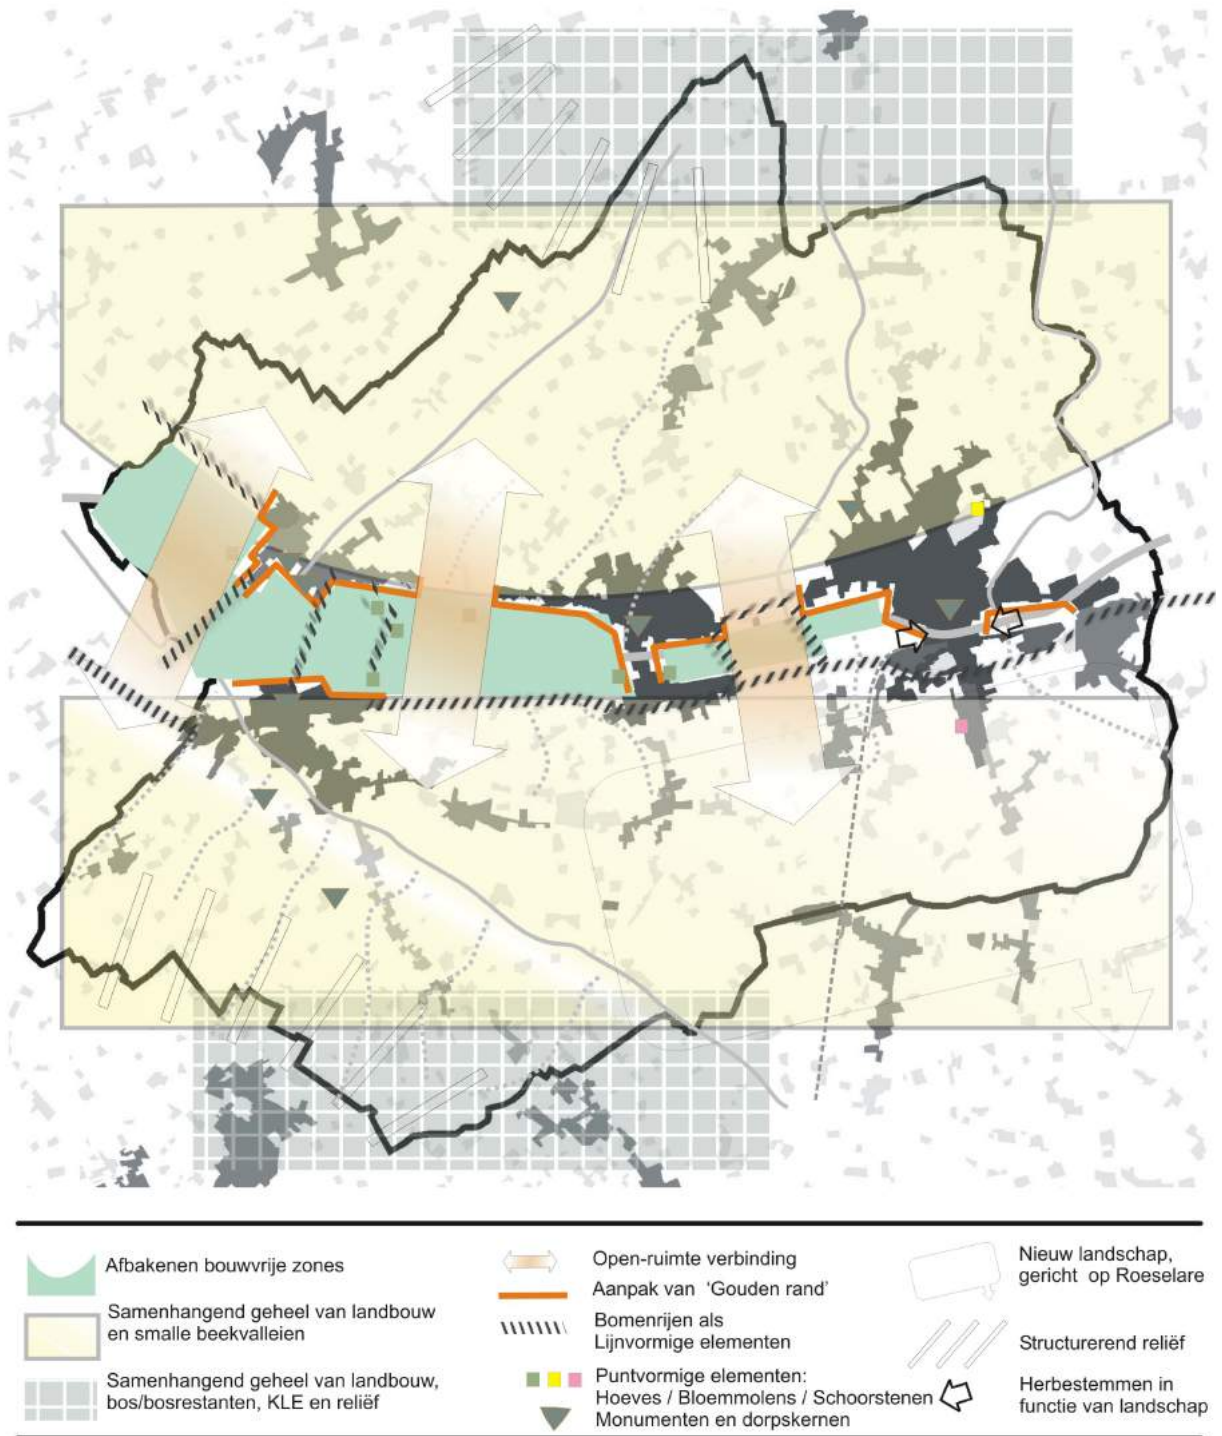 Afbakenen bouwvrije zones
Samenhangend geheel van landbouw
en smalle beekvalleien
Samenhangend geheel van landbouw,
bos/bosrestanten, KLE en reliëf
Open-ruimte verbinding
Aanpak van 'Gouden rand'
Bomenrijen als
Lijnvormige elementen
Puntvormige elementen:
Hoeves / Bloemmolens / Schoorstenen
Monumenten en dorpskernen
Nieuw landschap,
gericht op Roeselare
Structurerend reliëf
Herbestemmen in
functie van landschap